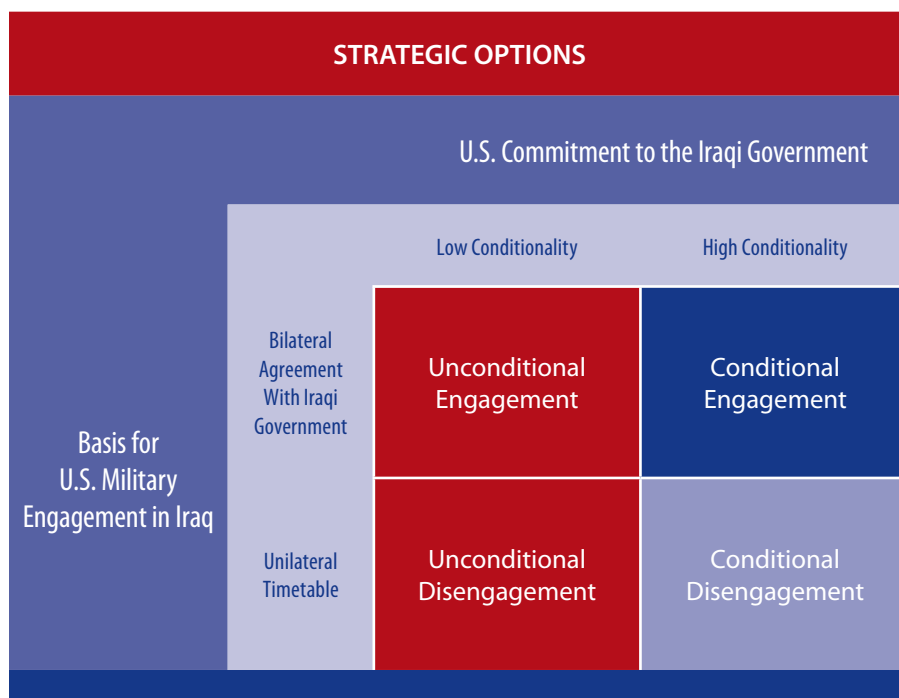 STRATEGIC OPTIONS
U.S. Commitment to the Iraqi Government
Low Conditionality
High Conditionality
Basis for
U.S. Military
Engagement in Iraq
Bilateral
Agreement
With Iraqi
Government
Unconditional
Engagement
Conditional
Engagement
Unilateral
Timetable
Unconditional
Disengagement
Conditional
Disengagement